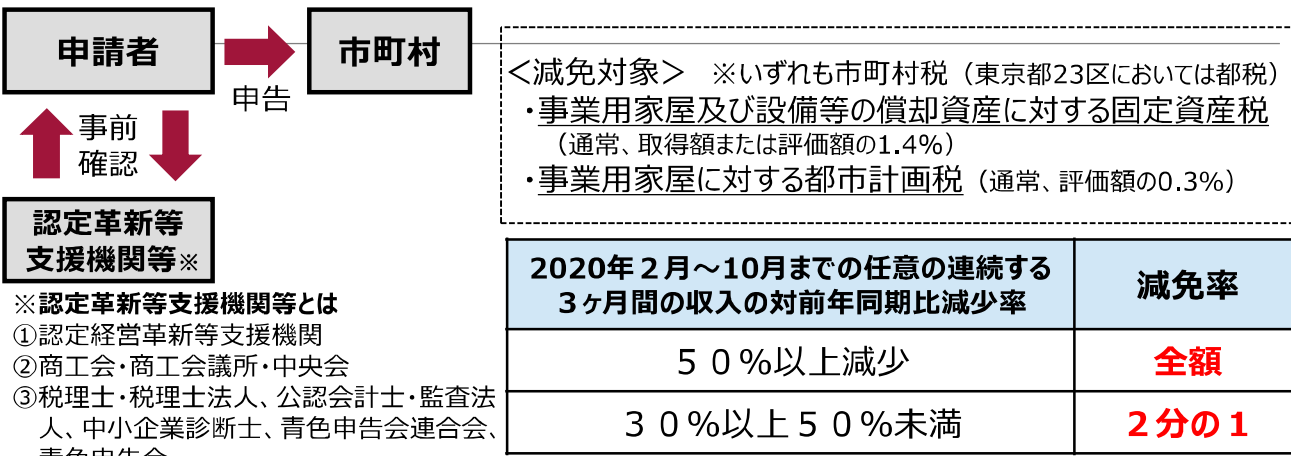 申請者
申告
市町村
事前
確認
認定革新等
支援機関等※
※認定革新等支援機関等とは
①認定経営革新等支援機関
②商工会・商工会議所・中央会
③税理士・税理士法人、公認会計士・監査法
人、中小企業診断士、青色申告会連合会、
青色申告会
<減免対象> ※いずれも市町村税（東京都23区においては都税）
・事業用家屋及び設備等の償却資産に対する固定資産税
（通常、取得額または評価額の1.4%）
・事業用家屋に対する都市計画税（通常、評価額の0.3%）
2020年２月～10月までの任意の連続する
３ヶ月間の収入の対前年同期比減少率
減免率
５０%以上減少
全額
３０%以上５０%未満
２分の１